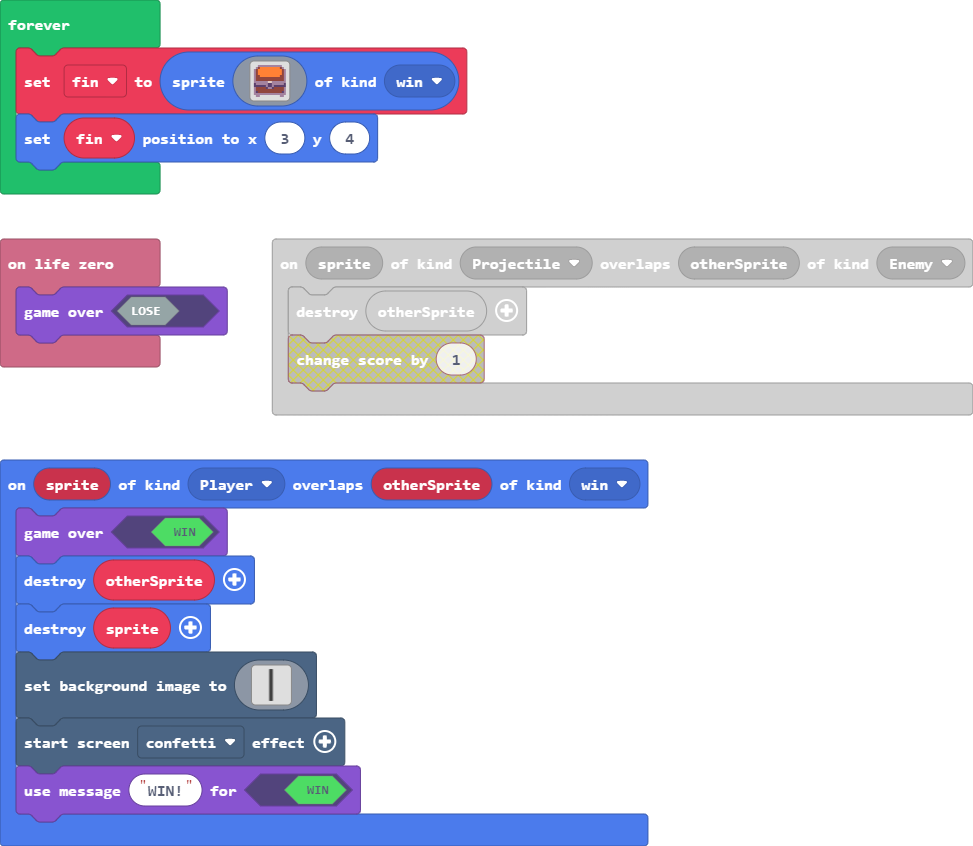 forever
set fin to sprite of kind win
set fin position to x 3 y 4
on life zero
game over LOSE
on sprite of kind Projectile overlaps otherSprite of kind Enemy
destroy otherSprite
change score by 1
on sprite of kind Player overlaps otherSprite of kind win
game over WIN
destroy otherSprite
destroy sprite
set background image to
start screen confetti effect
use message "WIN!" for WIN